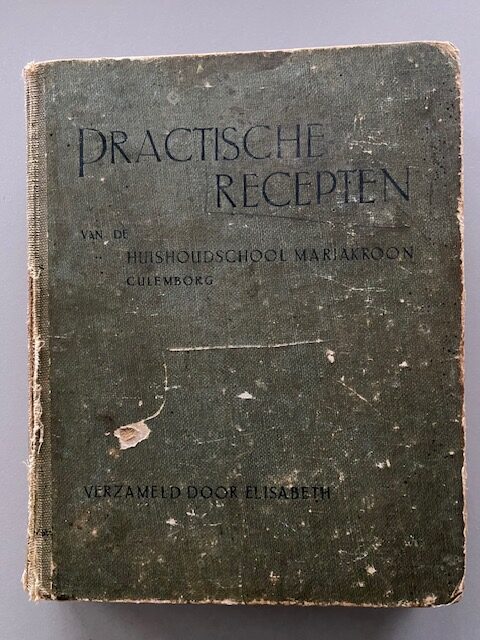 PRACTISCHE
RECEPTEN
VAN DE
HUISHOUDSCHOOL MARIAKROON
CULEMBORG
VERZAMELD DOOR ELISABETH